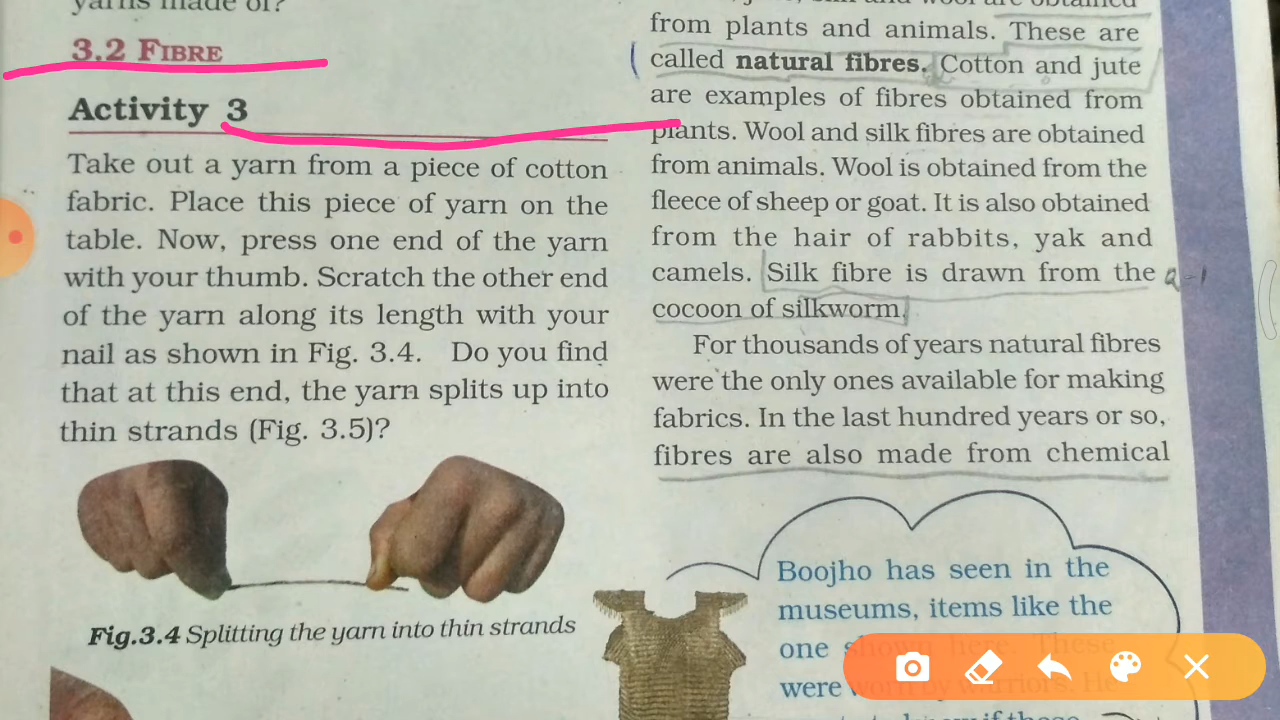 yarns made of?
3.2 FIBRE
Activity 3
Take out a yarn from a piece of cotton
fabric. Place this piece of yarn on the
table. Now, press one end of the yarn
with your thumb. Scratch the other end
of the yarn along its length with your
nail as shown in Fig. 3.4. Do you find
that at this end, the yarn splits up into
thin strands (Fig. 3.5)?
Fig.3.4 Splitting the yarn into thin strands
silk and wool are obtained
from plants and animals. These are
called natural fibres. Cotton and jute
are examples of fibres obtained from
plants. Wool and silk fibres are obtained
from animals. Wool is obtained from the
fleece of sheep or goat. It is also obtained
from the hair of rabbits, yak and
camels. Silk fibre is drawn from the
cocoon of silkworm.
For thousands of years natural fibres
were the only ones available for making
fabrics. In the last hundred years or so,
fibres are also made from chemical
Boojho has seen in the
museums, items like the
one shown here. These
were worn by warriors. He